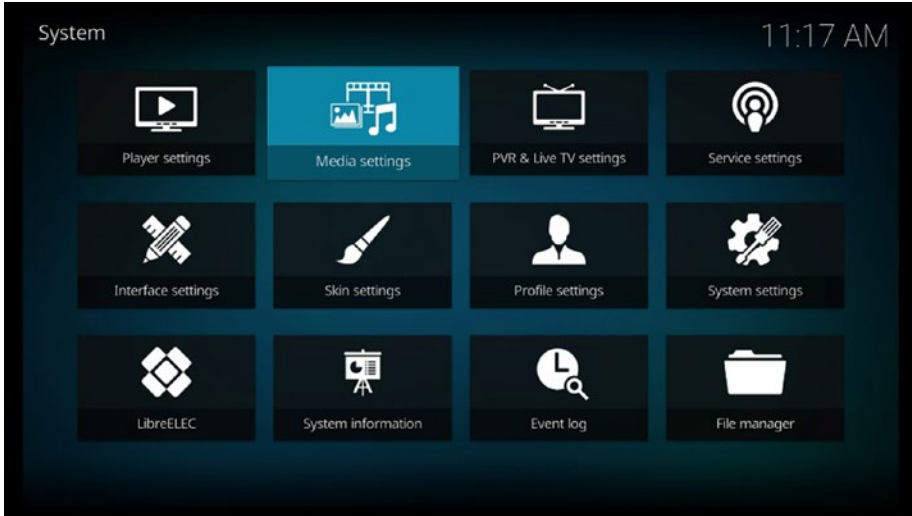 System
11:17 AM
Player settings
Media settings
PVR & Live TV settings
Service settings
Interface settings
Skin settings
Profile settings
System settings
LibreELEC
System information
Event log
File manager